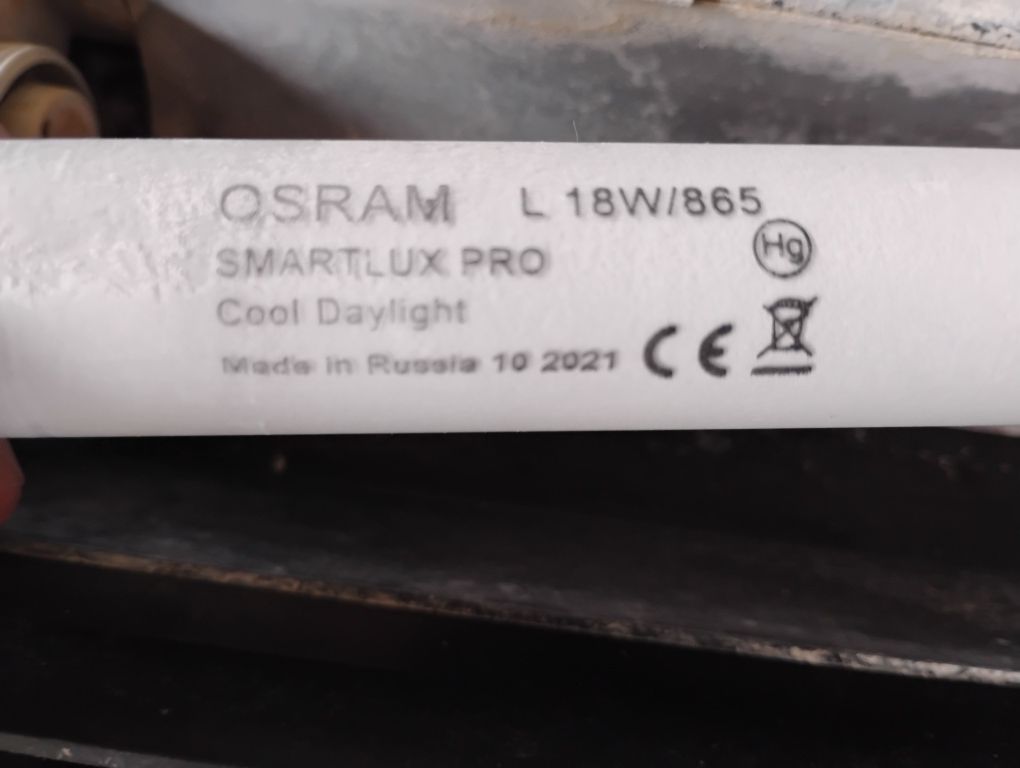 OSRAM L 18W/865
Hg
SMARTLUX PRO
Cool Daylight
Made in Russia 10 2021 CE